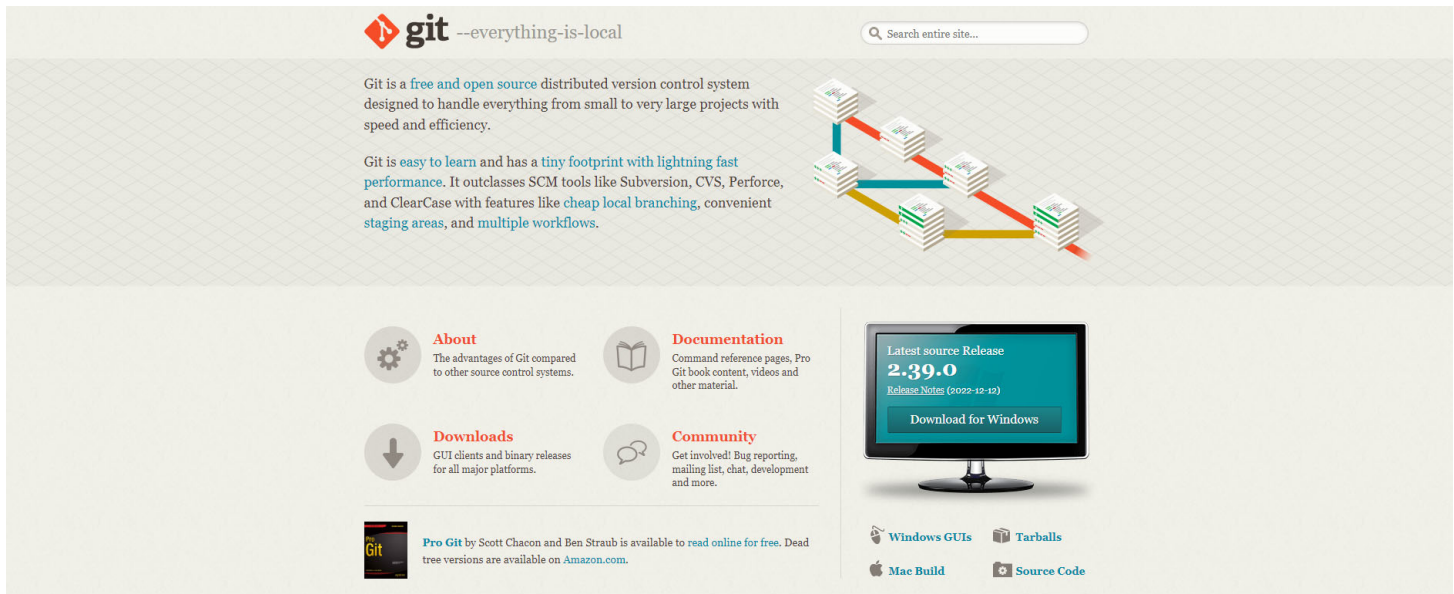 git --everything-is-local
Search entire site...
Git is a free and open source distributed version control system
designed to handle everything from small to very large projects with
speed and efficiency.
Git is easy to learn and has a tiny footprint with lightning fast
performance. It outclasses SCM tools like Subversion, CVS, Perforce,
and ClearCase with features like cheap local branching, convenient
staging areas, and multiple workflows.
About
The advantages of Git compared
to other source control systems.
Documentation
Command reference pages, Pro
Git book content, videos and
other material.
Downloads
GUI clients and binary releases
for all major platforms.
Community
Get involved! Bug reporting,
mailing list, chat, development
and more.
Pro
Git
Pro Git by Scott Chacon and Ben Straub is available to read online for free. Dead
tree versions are available on Amazon.com.
Latest source Release
2.39.0
Release Notes (2022-12-12)
Download for Windows
Windows GUIs
Tarballs
Mac Build
Source Code